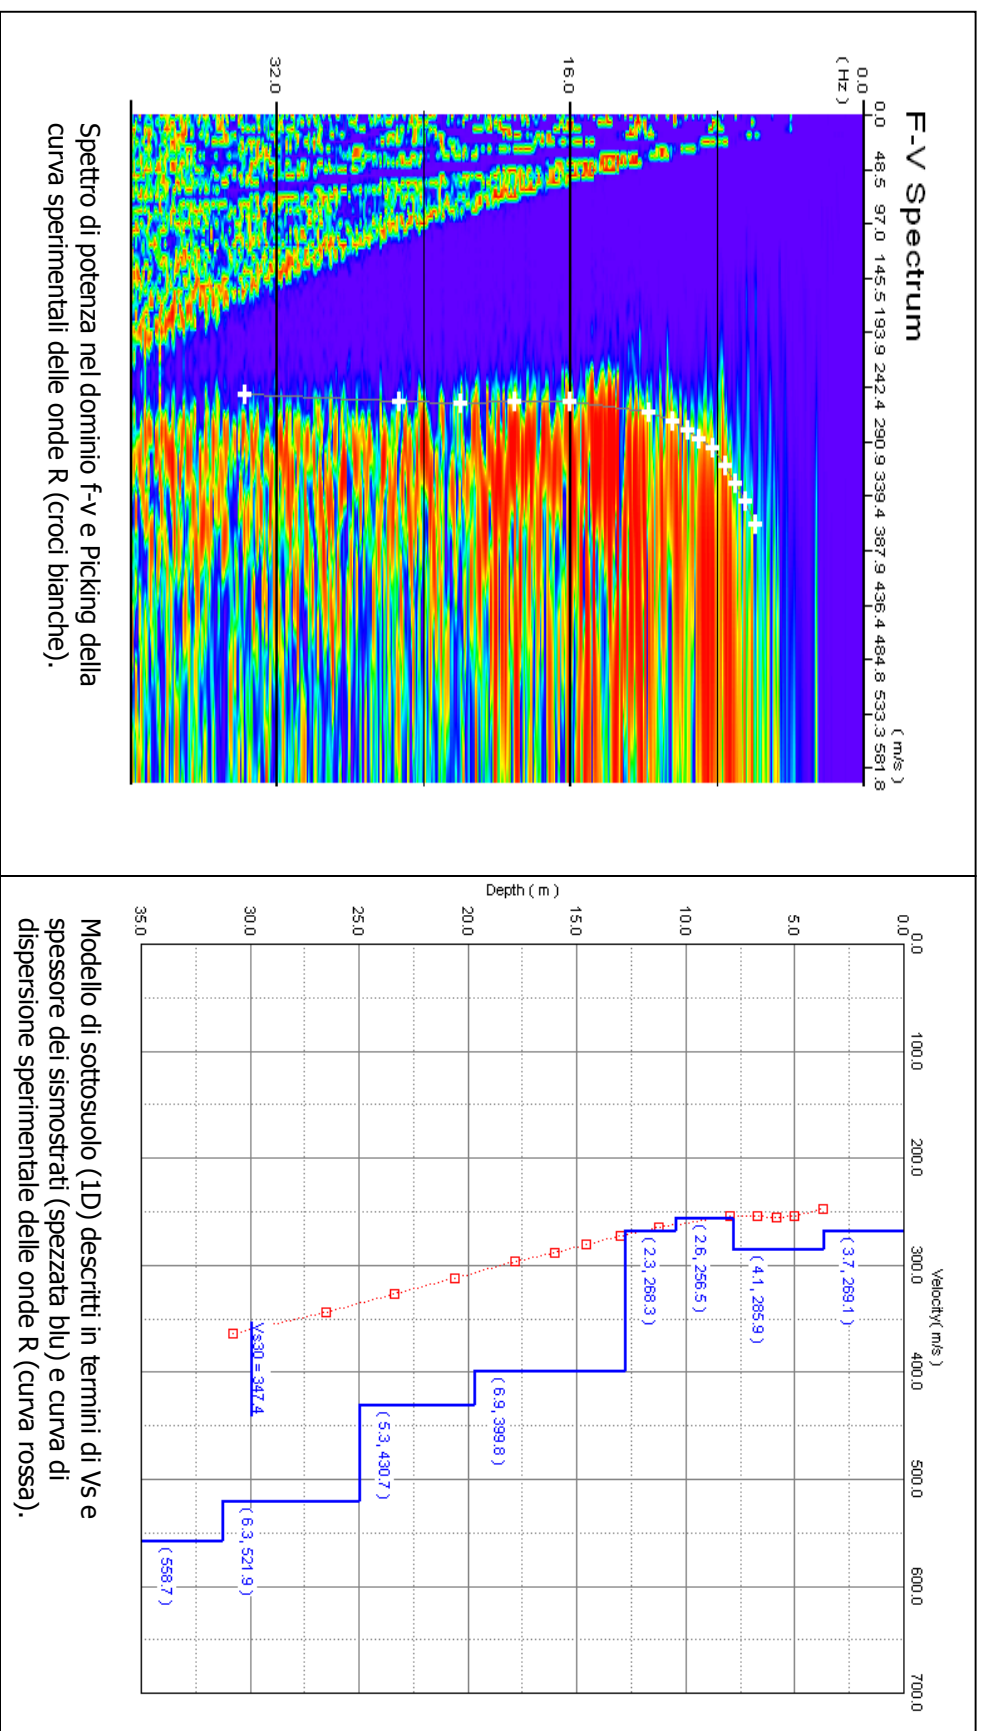 F-V Spectrum
( m/s )
0.0 48.5 97.0 145.5 193.9 242.4 290.9 339.4 387.9 436.4 484.8 533.3 581.8
0.0
( Hz )
16.0
32.0
Spettro di potenza nel dominio f-v e Picking della
curva sperimentali delle onde R (croci bianche).
Velocity( m/s )
0.0 100.0 200.0 300.0 400.0 500.0 600.0 700.0
Depth ( m )
0.0
5.0
10.0
15.0
20.0
25.0
30.0
35.0
( 3.7, 269.1 )
( 4.1, 285.9 )
( 2.6, 256.5 )
( 2.3, 268.3 )
( 6.9, 399.8 )
( 5.3, 430.7 )
Vs30 = 347.4
( 6.3, 521.9 )
( 558.7 )
Modello di sottosuolo (1D) descritti in termini di Vs e
spessore dei sismostrati (spezzata blu) e curva di
dispersione sperimentale delle onde R (curva rossa).